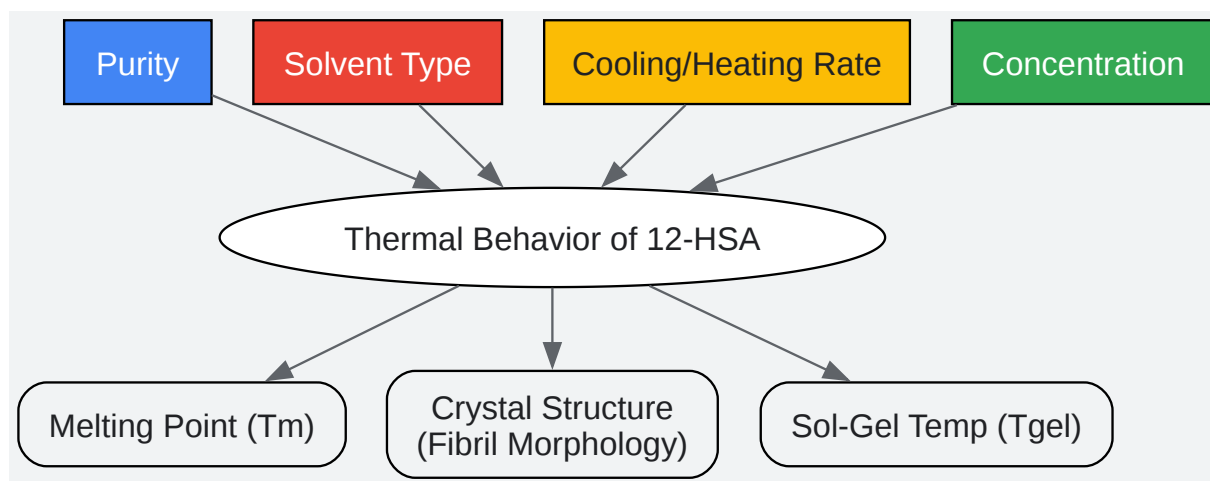 Purity
Solvent Type
Cooling/Heating Rate
Concentration
Thermal Behavior of 12-HSA
Melting Point (Tm)
Crystal Structure
(Fibril Morphology)
Sol-Gel Temp (Tgel)